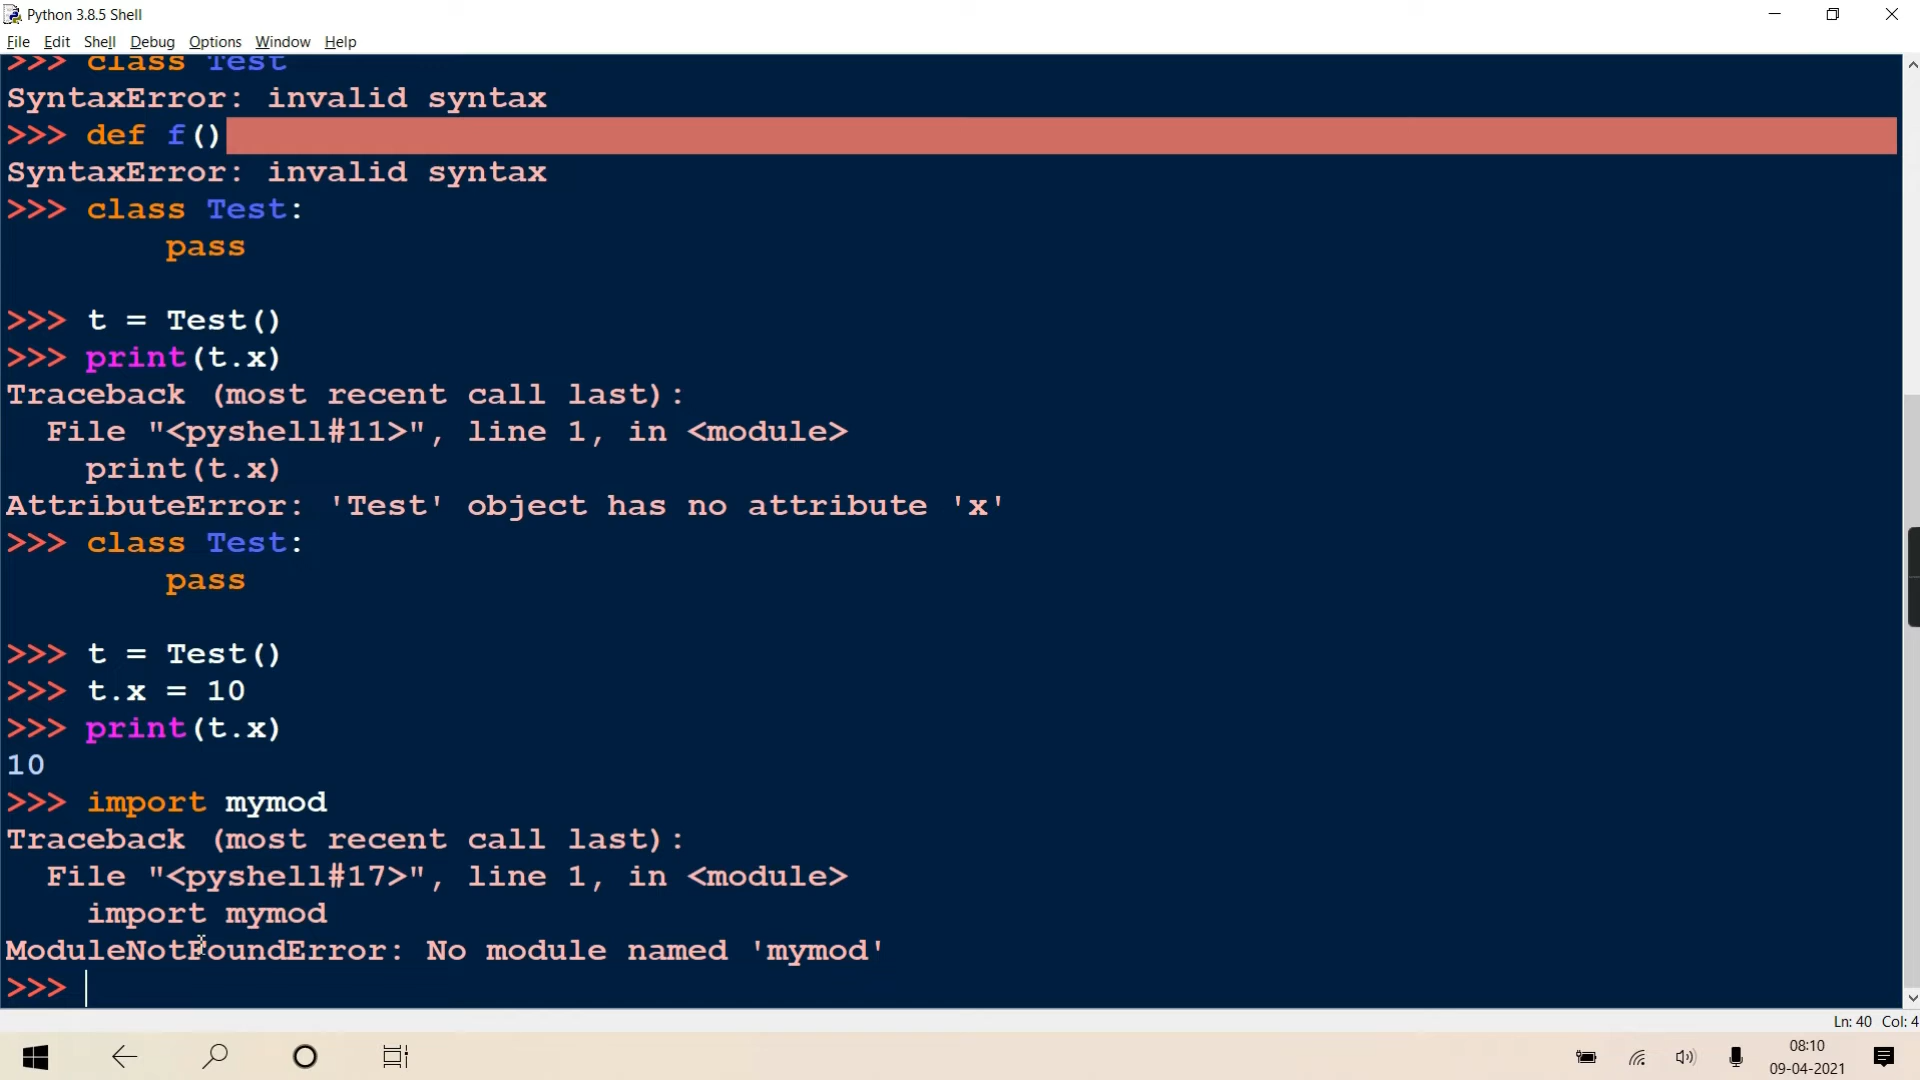 Python 3.8.5 Shell
File Edit Shell Debug Options Window Help
>>> class Test
SyntaxError: invalid syntax
>>> def f()
SyntaxError: invalid syntax
>>> class Test:
        pass
>>> t = Test()
>>> print(t.x)
Traceback (most recent call last):
  File "<pyshell#11>", line 1, in <module>
    print(t.x)
AttributeError: 'Test' object has no attribute 'x'
>>> class Test:
        pass
>>> t = Test()
>>> t.x = 10
>>> print(t.x)
10
>>> import mymod
Traceback (most recent call last):
  File "<pyshell#17>", line 1, in <module>
    import mymod
ModuleNotFoundError: No module named 'mymod'
>>>
Ln: 40 Col: 4
08:10
09-04-2021